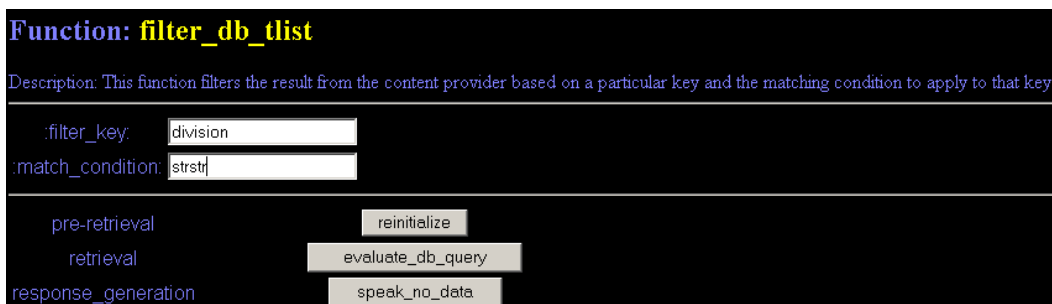 Function: filter_db_tlist
Description: This function filters the result from the content provider based on a particular key and the matching condition to apply to that key
:filter_key: division
:match_condition: strstr
pre-retrieval reinitialize
retrieval evaluate_db_query
response_generation speak_no_data